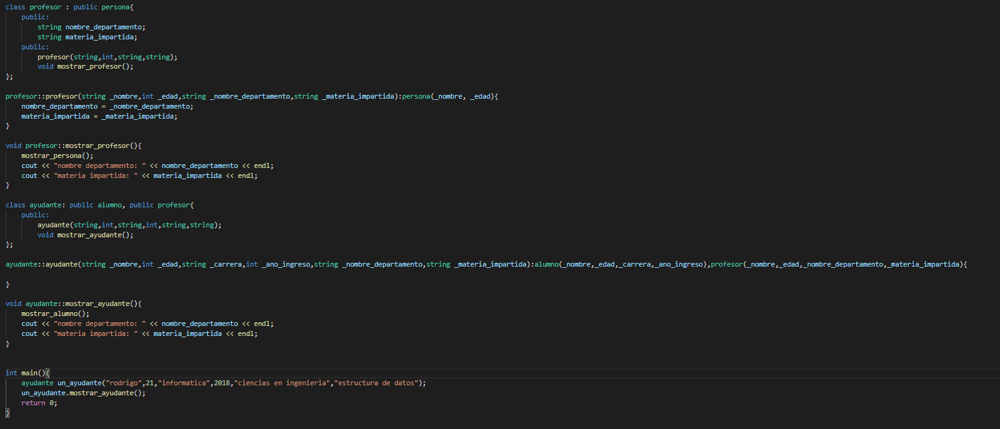 class profesor : public persona{
    public:
        string nombre_departamento;
        string materia_impartida;
    public:
        profesor(string,int,string,string);
        void mostrar_profesor();
};
profesor::profesor(string _nombre,int _edad,string _nombre_departamento,string _materia_impartida):persona(_nombre, _edad){
    nombre_departamento = _nombre_departamento;
    materia_impartida = _materia_impartida;
}
void profesor::mostrar_profesor(){
    mostrar_persona();
    cout << "nombre departamento: " << nombre_departamento << endl;
    cout << "materia impartida: " << materia_impartida << endl;
}
class ayudante: public alumno, public profesor{
    public:
        ayudante(string,int,string,int,string,string);
        void mostrar_ayudante();
};
ayudante::ayudante(string _nombre,int _edad,string _carrera,int _ano_ingreso,string _nombre_departamento,string _materia_impartida):alumno(_nombre,_edad,_carrera,_ano_ingreso),profesor(_nombre,_edad,_nombre_departamento,_materia_impartida){
}
void ayudante::mostrar_ayudante(){
    mostrar_alumno();
    cout << "nombre departamento: " << nombre_departamento << endl;
    cout << "materia impartida: " << materia_impartida << endl;
}
int main(){
    ayudante un_ayudante("rodrigo",21,"informatica",2018,"ciencias en ingenieria","estructura de datos");
    un_ayudante.mostrar_ayudante();
    return 0;
}